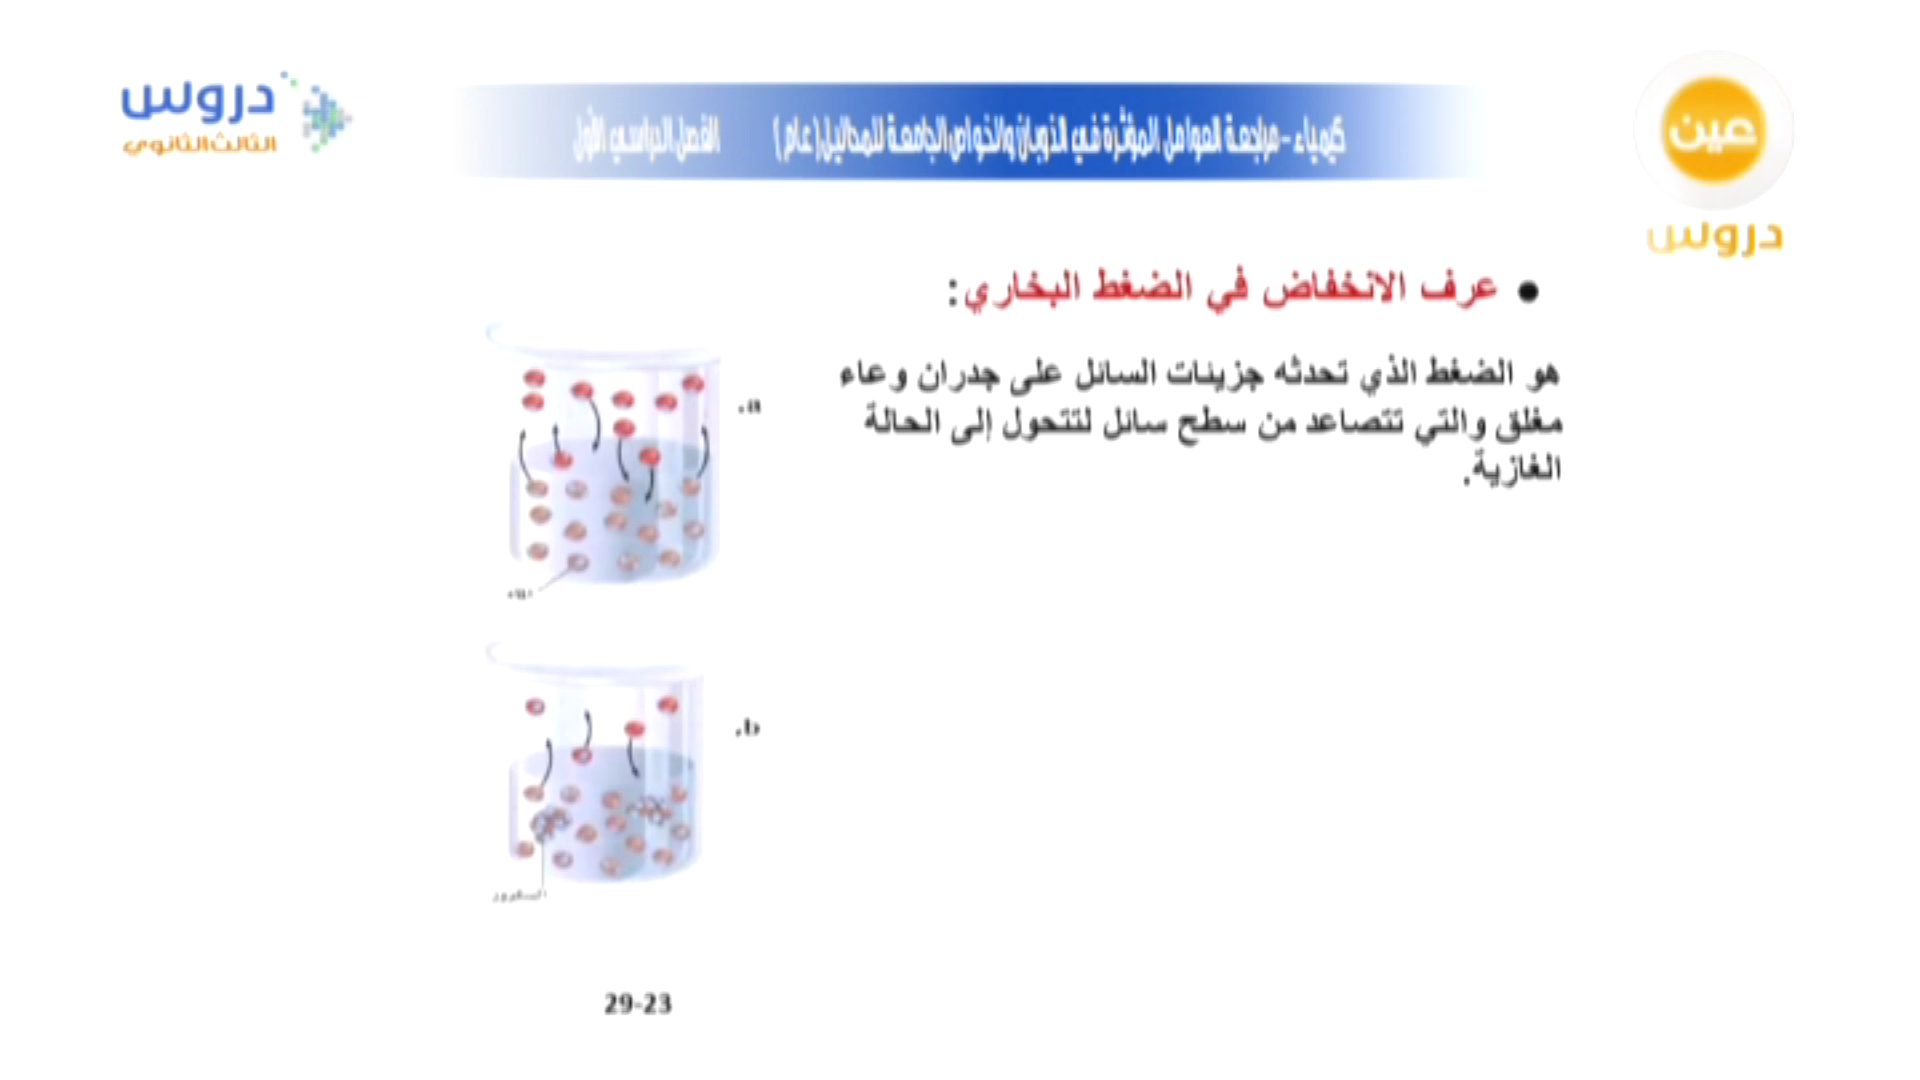 دروس
الثالث الثانوي
كيمياء - مراجعة العوامل المؤثرة في الذوبان والخواص الجامعة للمحاليل (عام) الفصل الدراسي الأول
عين
دروس
• عرف الانخفاض في الضغط البخاري:
هو الضغط الذي تحدثه جزيئات السائل على جدران وعاء
مغلق والتي تتصاعد من سطح سائل لتتحول إلى الحالة
الغازية.
a.
b.
السكروز
29-23